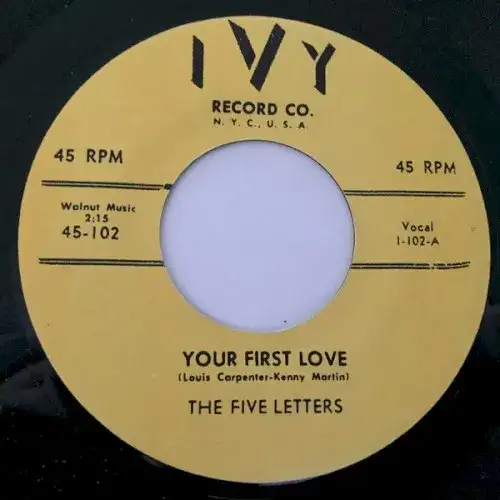 IVY
RECORD CO.
N. Y. C., U. S. A.
45 RPM
45 RPM
Walnut Music
2:15
45-102
Vocal
1-102-A
YOUR FIRST LOVE
(Louis Carpenter-Kenny Martin)
THE FIVE LETTERS